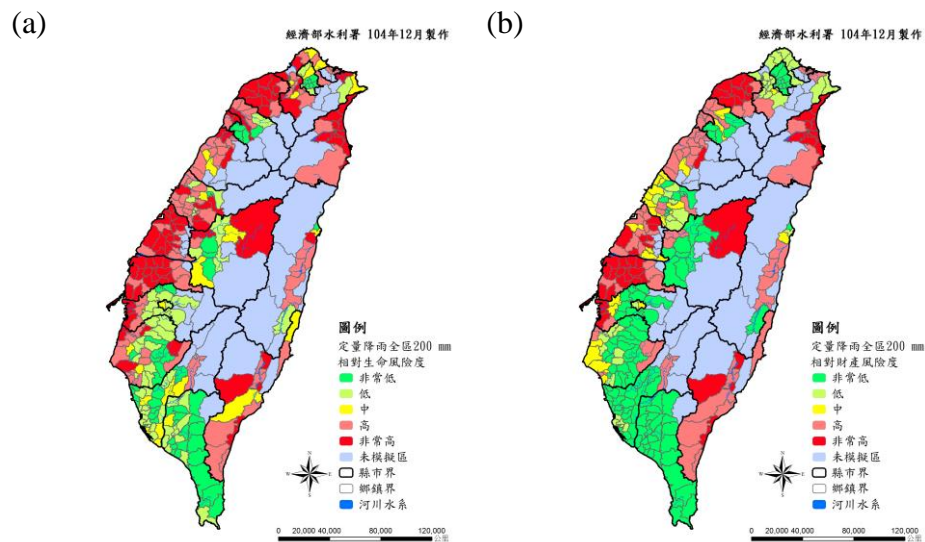 (a)
經濟部水利署 104年12月製作
圖例
定量降雨全區200 mm
相對生命風險度
非常低
低
中
高
非常高
未模擬區
縣市界
鄉鎮界
河川水系
0 20,000 40,000 80,000 120,000
公尺
(b)
經濟部水利署 104年12月製作
圖例
定量降雨全區200 mm
相對財產風險度
非常低
低
中
高
非常高
未模擬區
縣市界
鄉鎮界
河川水系
0 20,000 40,000 80,000 120,000
公尺